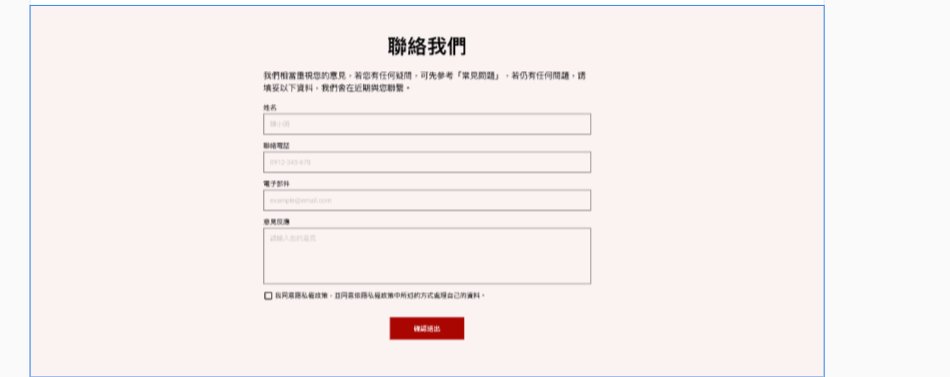 聯絡我們
我們相當重視您的意見，若您有任何疑問，可先參考「常見問題」，若仍有任何問題，請
填妥以下資料，我們會在近期與您聯繫。
姓名
陳小明
聯絡電話
0912 345 678
電子郵件
example@email.com
意見反應
請輸入您的意見
我同意隱私權政策，且同意依隱私權政策中所述的方式處理自己的資料。
確認送出